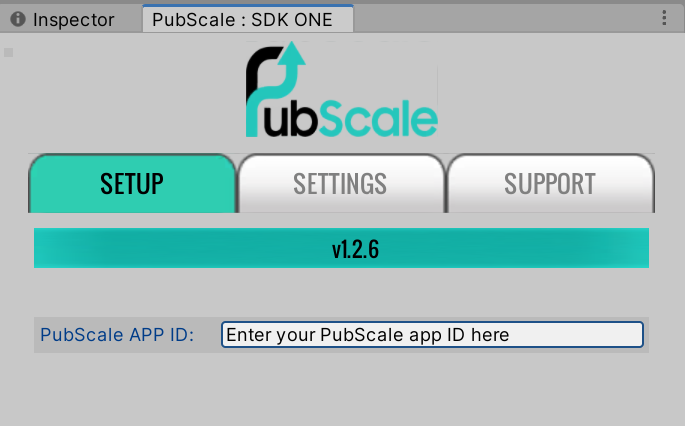 Inspector
PubScale : SDK ONE
PubScale
SETUP
SETTINGS
SUPPORT
v1.2.6
PubScale APP ID:
Enter your PubScale app ID here